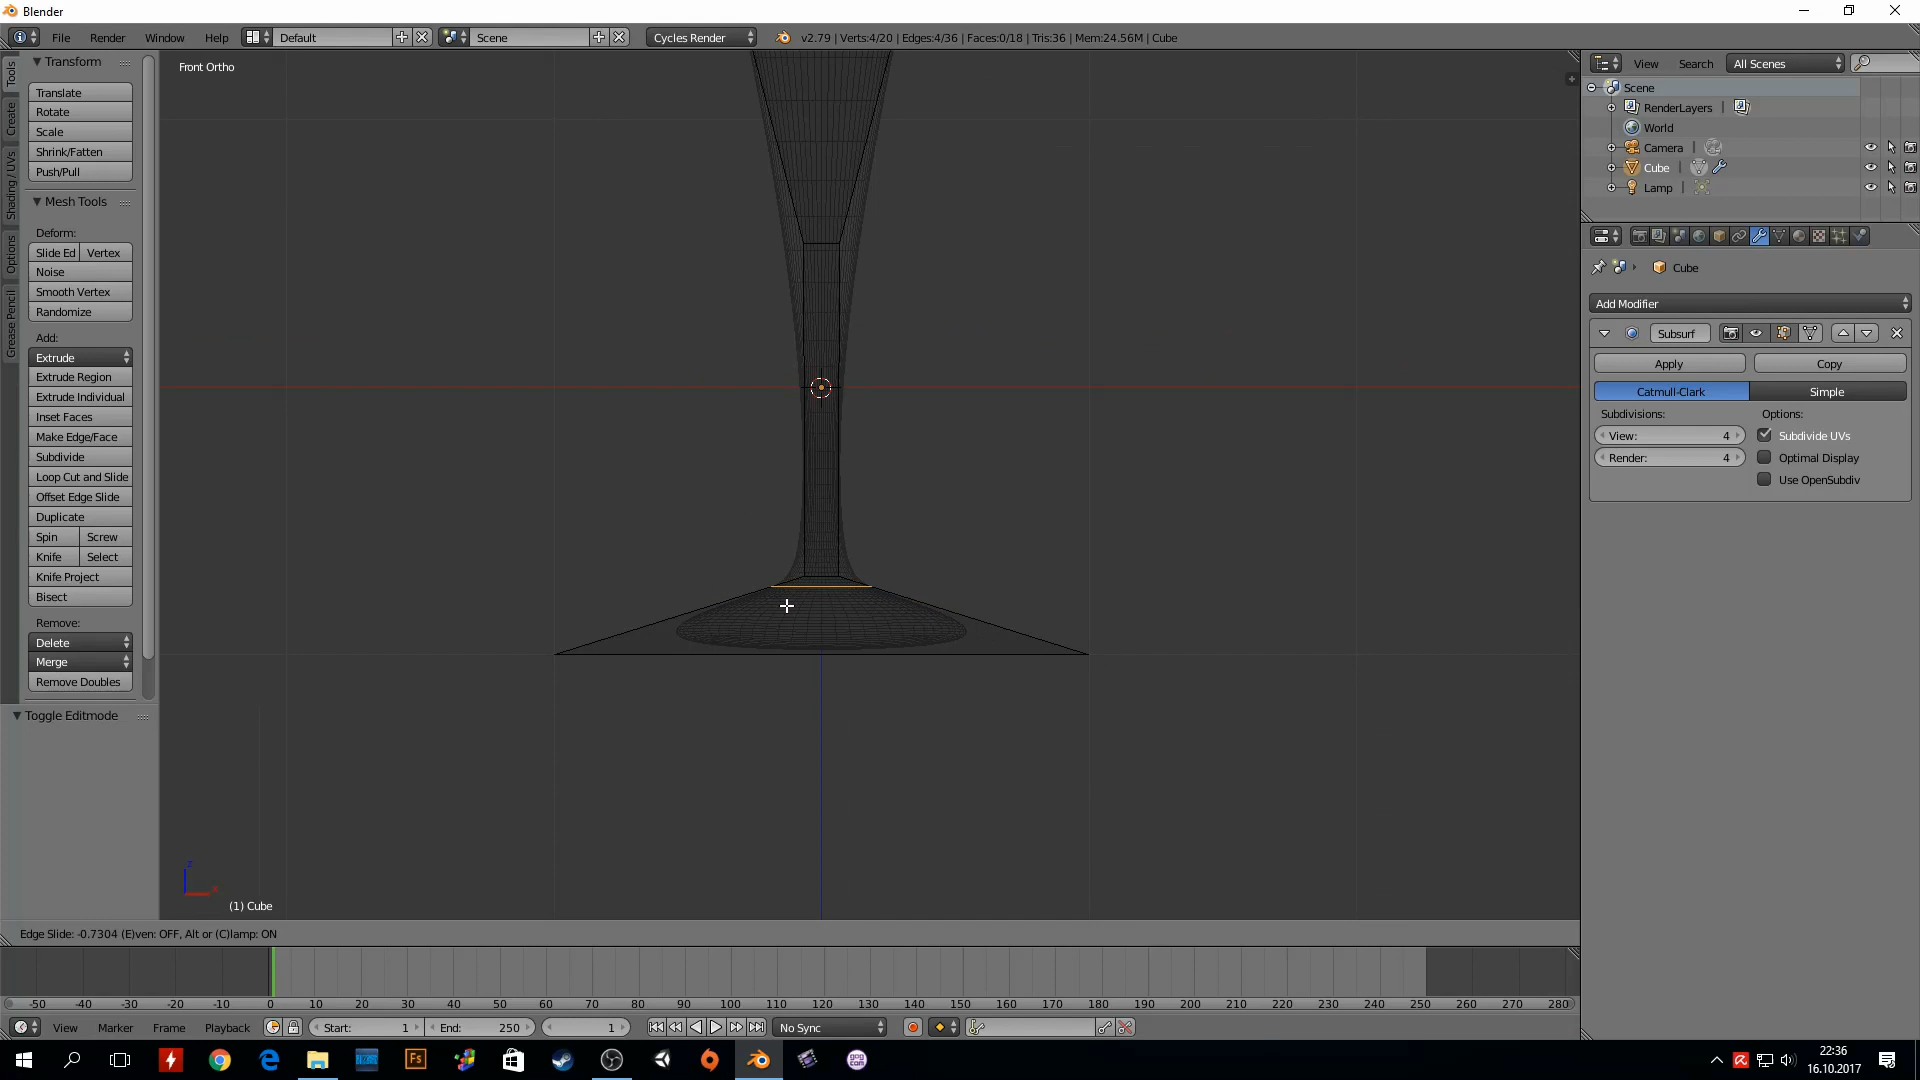 Blender
File Render Window Help Default Scene Cycles Render v2.79 | Verts:4/20 | Edges:4/36 | Faces:0/18 | Tris:36 | Mem:24.56M | Cube
Tools
Create
Shading / UVs
Options
Grease Pencil
Transform
Translate
Rotate
Scale
Shrink/Fatten
Push/Pull
Mesh Tools
Deform:
Slide Ed Vertex
Noise
Smooth Vertex
Randomize
Add:
Extrude
Extrude Region
Extrude Individual
Inset Faces
Make Edge/Face
Subdivide
Loop Cut and Slide
Offset Edge Slide
Duplicate
Spin Screw
Knife Select
Knife Project
Bisect
Remove:
Delete
Merge
Remove Doubles
Toggle Editmode
Front Ortho
z
x
(1) Cube
View Search All Scenes
Scene
RenderLayers |
World
Camera |
Cube |
Lamp |
Cube
Add Modifier
Subsurf
Apply Copy
Catmull-Clark Simple
Subdivisions: Options:
View: 4 Subdivide UVs
Render: 4 Optimal Display
Use OpenSubdiv
Edge Slide: -0.7304 (E)ven: OFF, Alt or (C)lamp: ON
-50 -40 -30 -20 -10 0 10 20 30 40 50 60 70 80 90 100 110 120 130 140 150 160 170 180 190 200 210 220 230 240 250 260 270 280
View Marker Frame Playback Start: 1 End: 250 1 No Sync
Fs
gog
com
22:36
16.10.2017